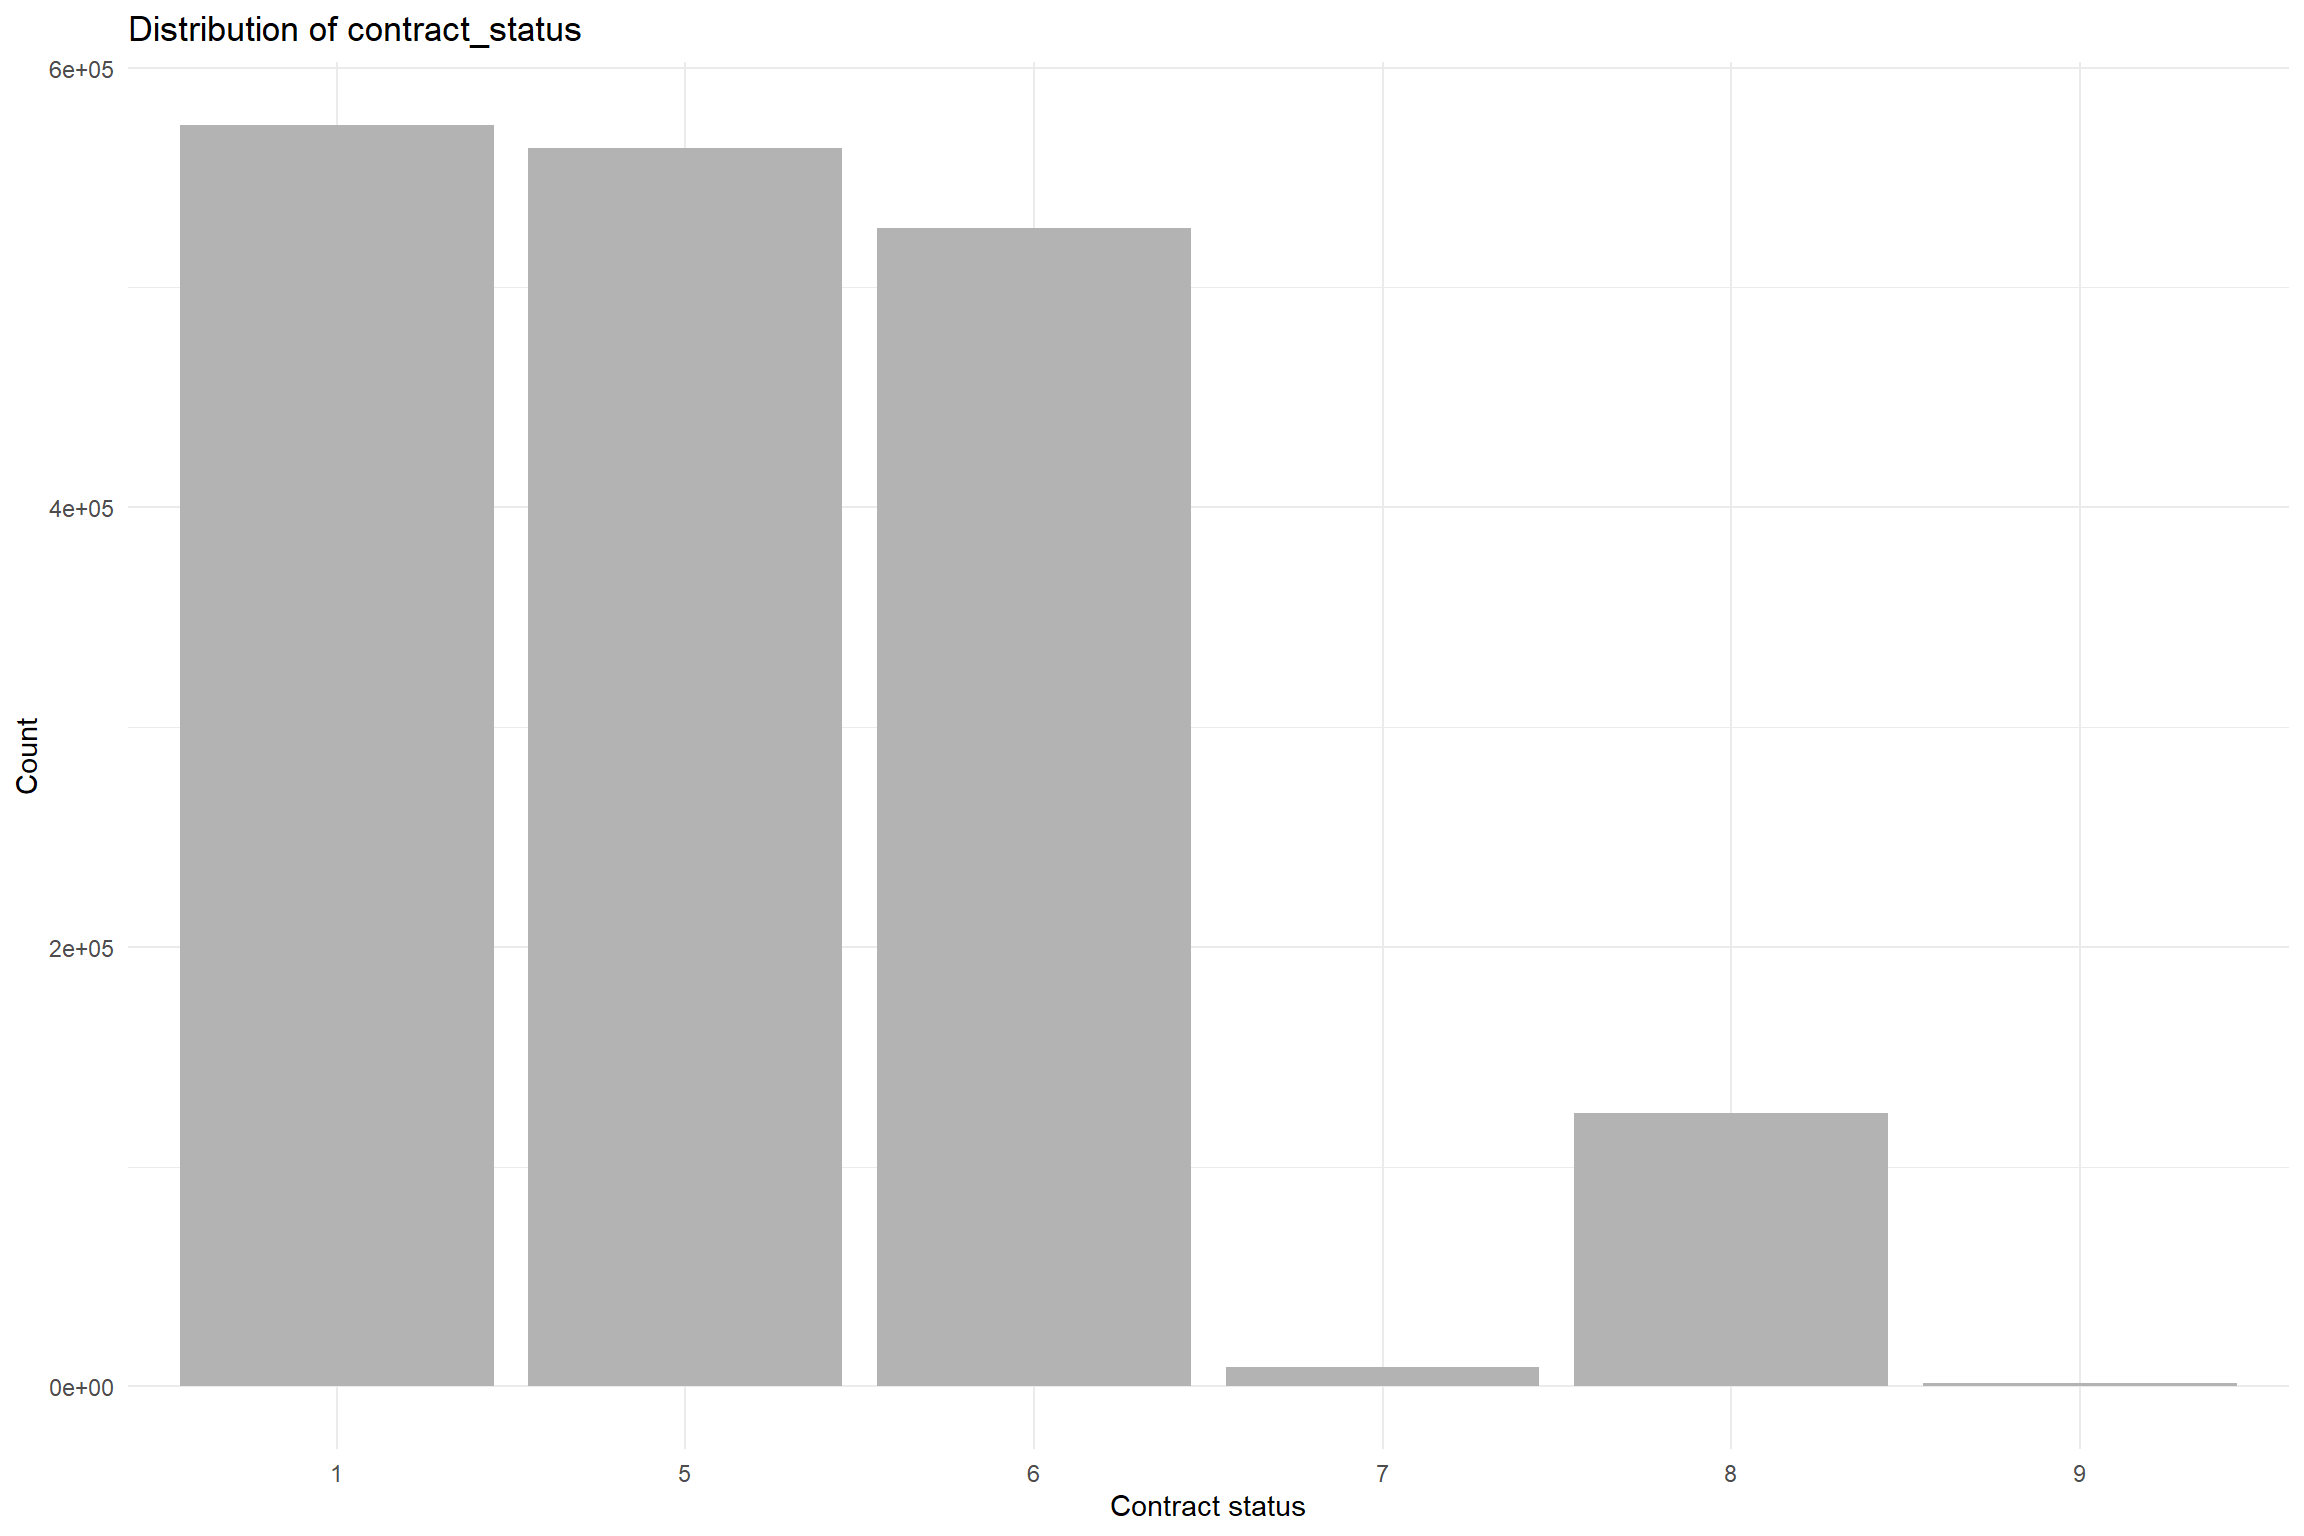 Distribution of contract_status
6e+05
4e+05
2e+05
0e+00
Count
1 5 6 7 8 9
Contract status